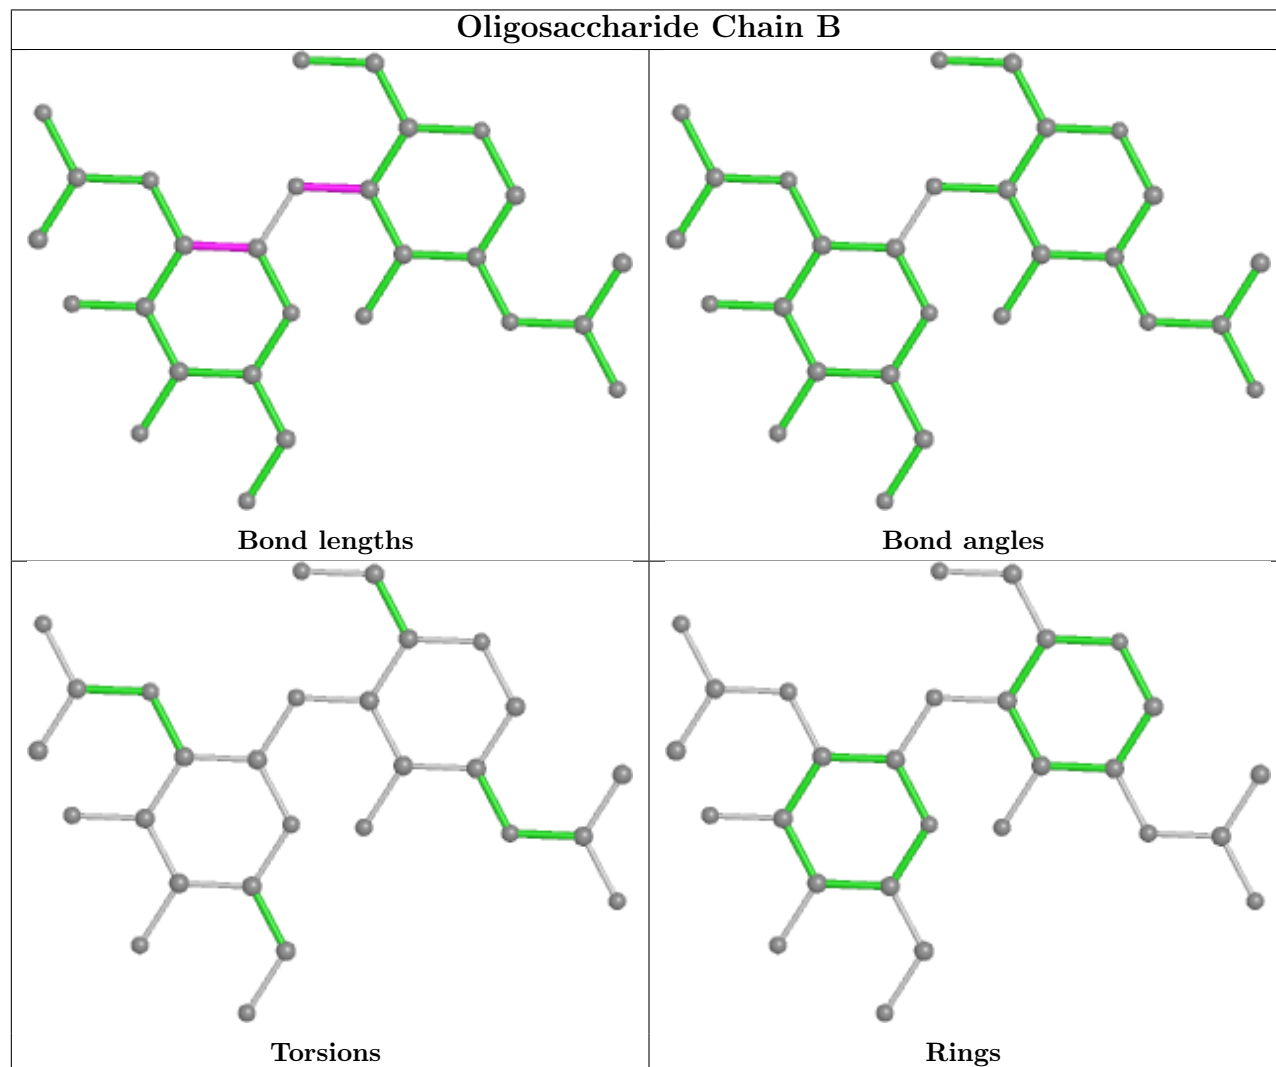 Oligosaccharide Chain B
Bond lengths
Bond angles
Torsions
Rings